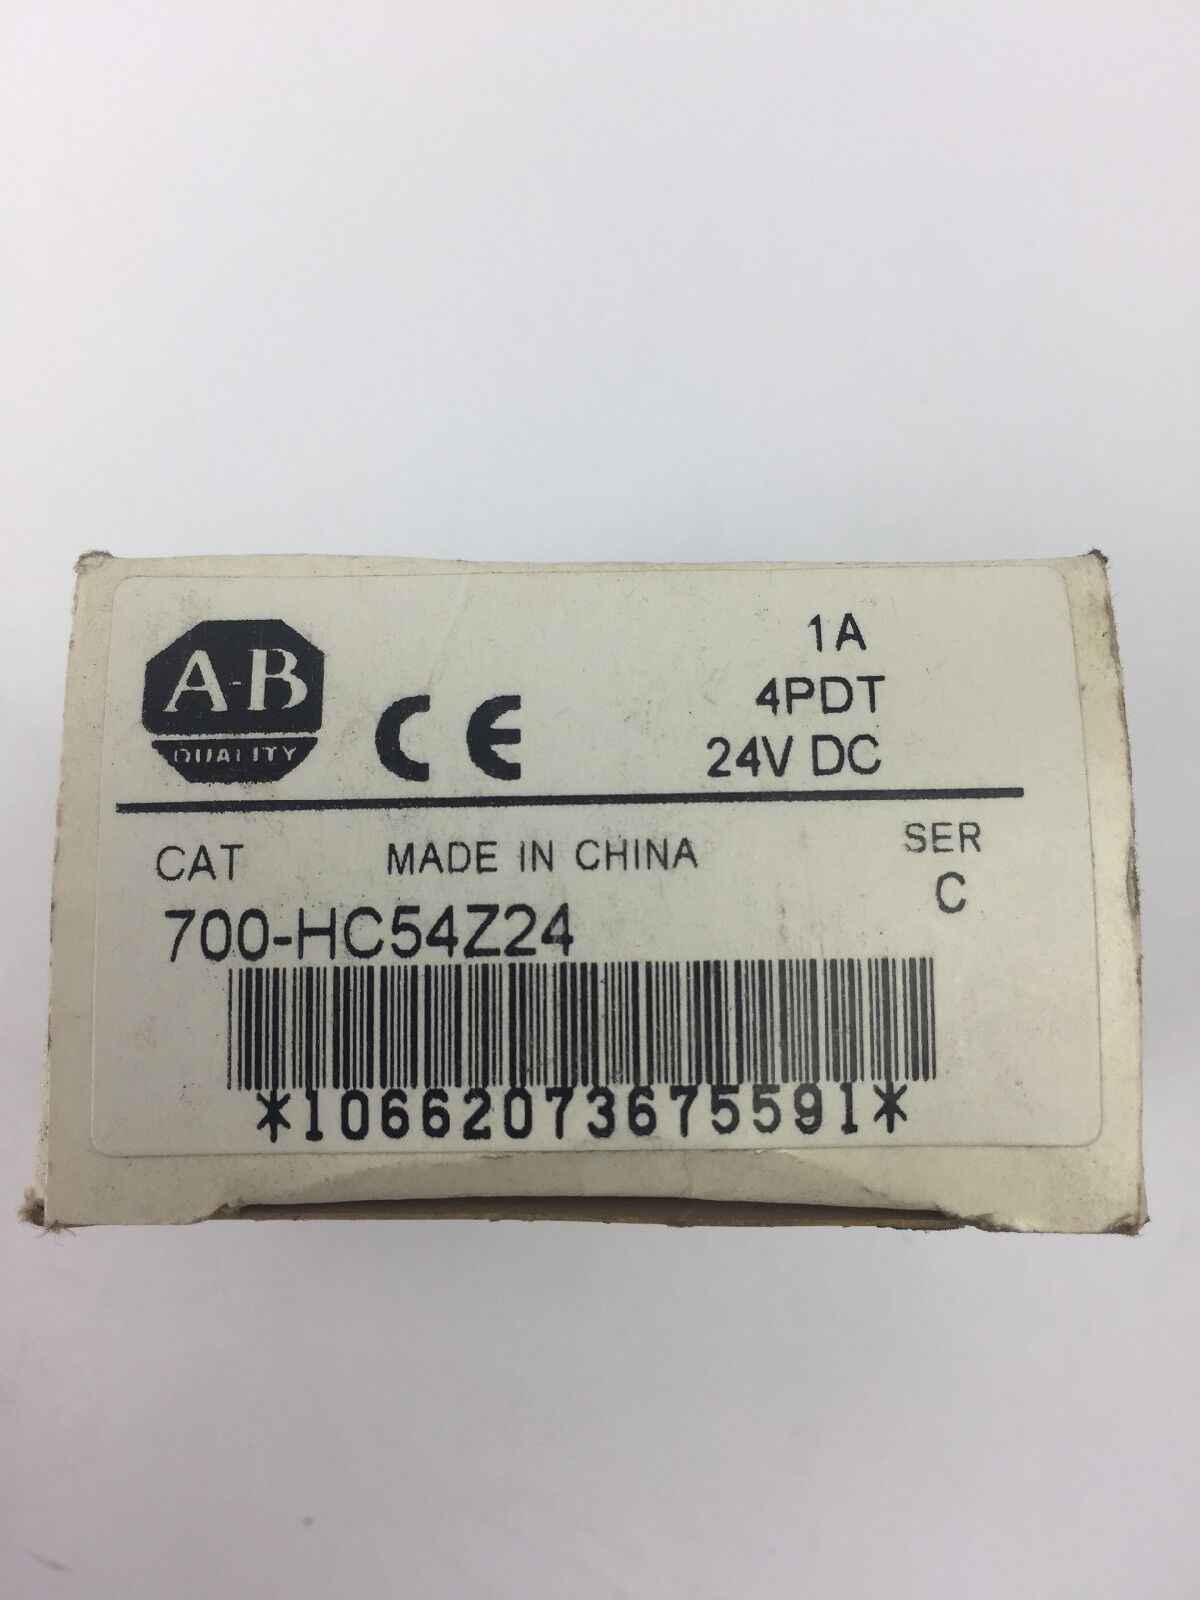 A-B
QUALITY
CE
1A
4PDT
24V DC
CAT
MADE IN CHINA
SER
C
700-HC54Z24
*10662073675591*